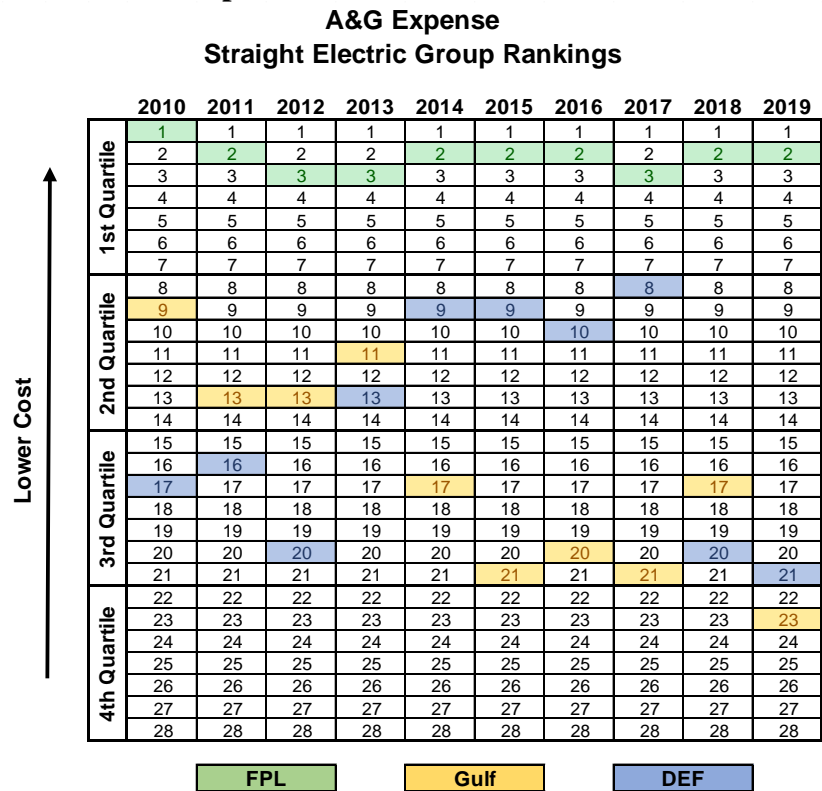 A&G Expense
Straight Electric Group Rankings
2010 2011 2012 2013 2014 2015 2016 2017 2018 2019
1st Quartile
1 1 1 1 1 1 1 1 1 1
2 2 2 2 2 2 2 2 2 2
3 3 3 3 3 3 3 3 3 3
4 4 4 4 4 4 4 4 4 4
5 5 5 5 5 5 5 5 5 5
6 6 6 6 6 6 6 6 6 6
7 7 7 7 7 7 7 7 7 7
2nd Quartile
8 8 8 8 8 8 8 8 8 8
9 9 9 9 9 9 9 9 9 9
10 10 10 10 10 10 10 10 10 10
11 11 11 11 11 11 11 11 11 11
12 12 12 12 12 12 12 12 12 12
13 13 13 13 13 13 13 13 13 13
14 14 14 14 14 14 14 14 14 14
Lower Cost
3rd Quartile
15 15 15 15 15 15 15 15 15 15
16 16 16 16 16 16 16 16 16 16
17 17 17 17 17 17 17 17 17 17
18 18 18 18 18 18 18 18 18 18
19 19 19 19 19 19 19 19 19 19
20 20 20 20 20 20 20 20 20 20
21 21 21 21 21 21 21 21 21 21
4th Quartile
22 22 22 22 22 22 22 22 22 22
23 23 23 23 23 23 23 23 23 23
24 24 24 24 24 24 24 24 24 24
25 25 25 25 25 25 25 25 25 25
26 26 26 26 26 26 26 26 26 26
27 27 27 27 27 27 27 27 27 27
28 28 28 28 28 28 28 28 28 28
FPL Gulf DEF